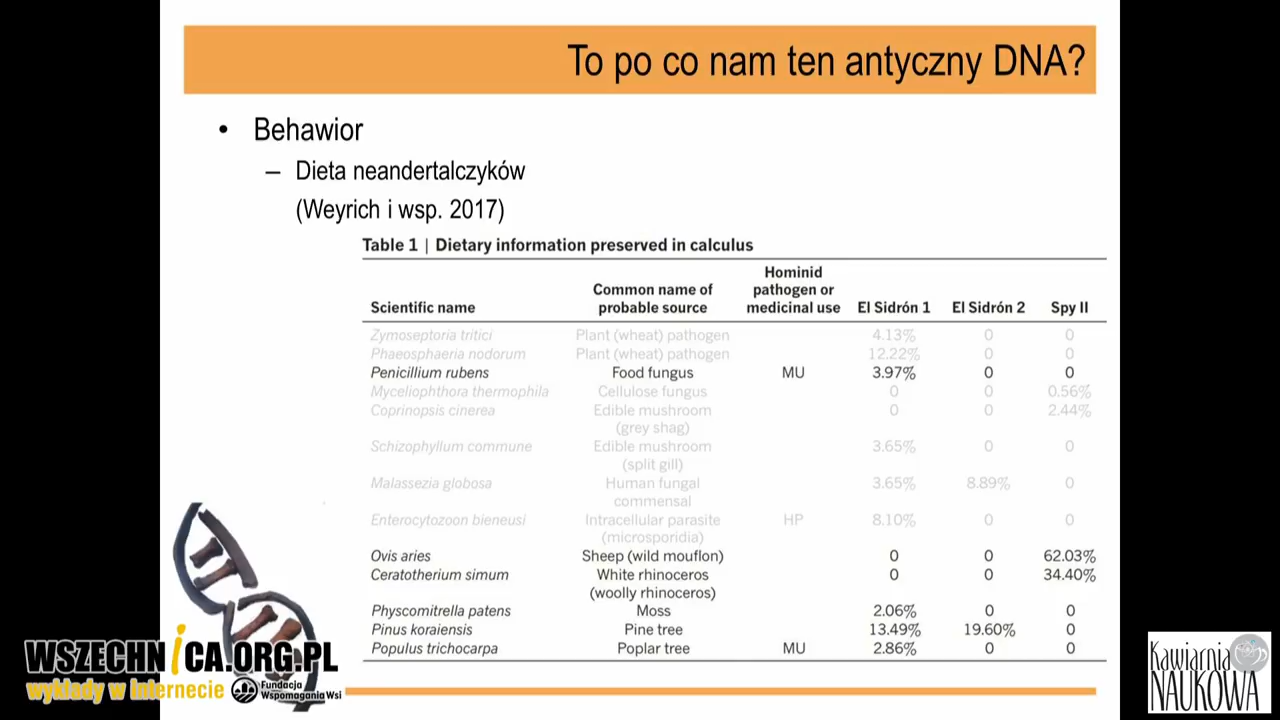 To po co nam ten antyczny DNA?
• Behawior
– Dieta neandertalczyków
(Weyrich i wsp. 2017)
Table 1 | Dietary information preserved in calculus
Scientific name Common name of probable source Hominid pathogen or medicinal use El Sidrón 1 El Sidrón 2 Spy II
Zymoseptoria tritici Plant (wheat) pathogen 4.13% 0 0
Phaeosphaeria nodorum Plant (wheat) pathogen 12.22% 0 0
Penicillium rubens Food fungus MU 3.97% 0 0
Myceliophthora thermophila Cellulose fungus 0 0 0.56%
Coprinopsis cinerea Edible mushroom (grey shag) 0 0 2.44%
Schizophyllum commune Edible mushroom (split gill) 3.65% 0 0
Malassezia globosa Human fungal commensal 3.65% 8.89% 0
Enterocytozoon bieneusi Intracellular parasite (microsporidia) HP 8.10% 0 0
Ovis aries Sheep (wild mouflon) 0 0 62.03%
Ceratotherium simum White rhinoceros (woolly rhinoceros) 0 0 34.40%
Physcomitrella patens Moss 2.06% 0 0
Pinus koraiensis Pine tree 13.49% 19.60% 0
Populus trichocarpa Poplar tree MU 2.86% 0 0
WSZECHNiCA.ORG.PL
wykłady w internecie
Fundacja
Wspomagania Wsi
Kawiarnia
NAUKOWA